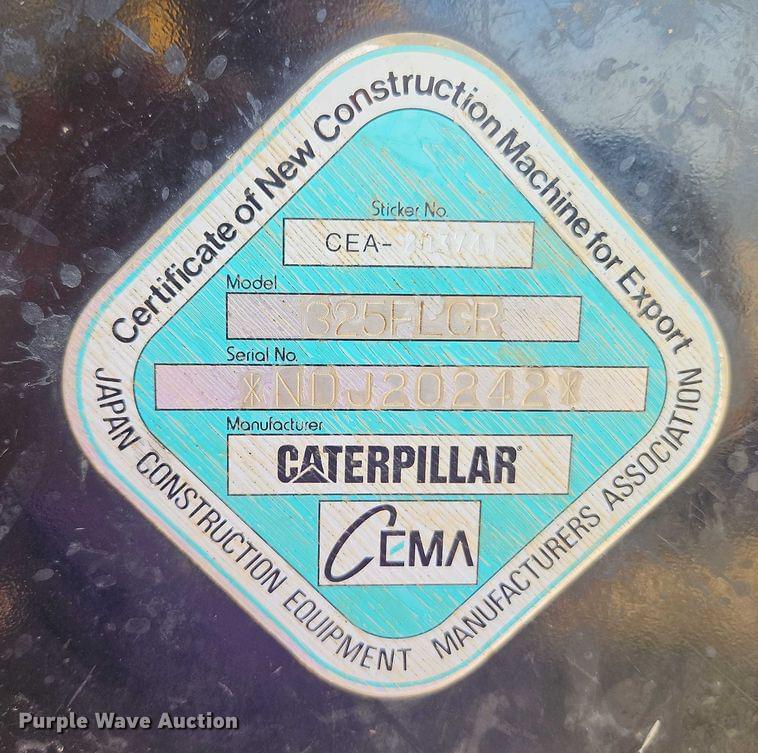 Certificate of New Construction Machine for Export
Sticker No.
CEA-
Model
325FLCR
Serial No.
*NDJ20242*
Manufacturer
CATERPILLAR®
CEMA
JAPAN CONSTRUCTION EQUIPMENT MANUFACTURERS ASSOCIATION
Purple Wave Auction